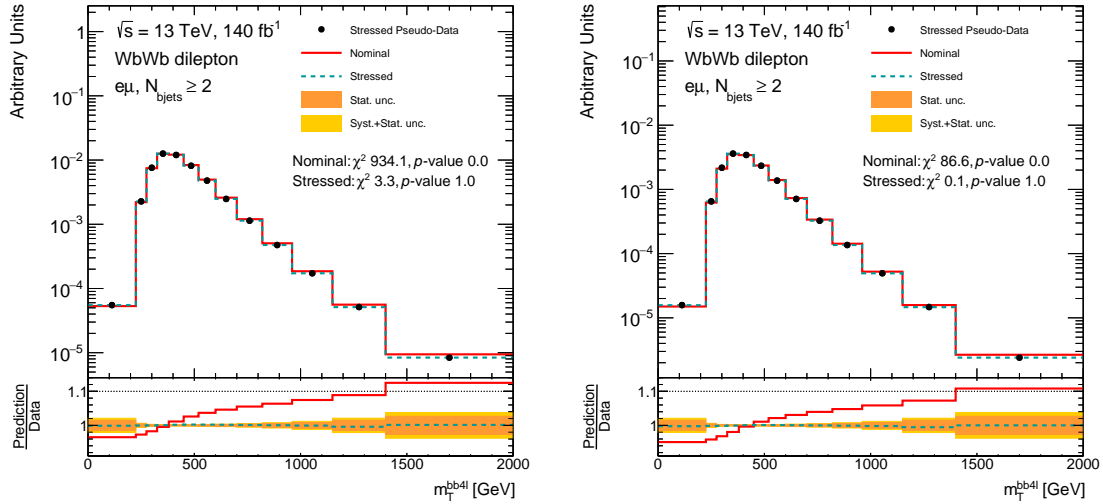 √s = 13 TeV, 140 fb⁻¹
WbWb dilepton
eμ, N_bjets ≥ 2
Stressed Pseudo-Data
Nominal
Stressed
Stat. unc.
Syst.+Stat. unc.
Nominal: χ² 934.1, p-value 0.0
Stressed: χ² 3.3, p-value 1.0
Arbitrary Units
1
10⁻¹
10⁻²
10⁻³
10⁻⁴
10⁻⁵
Prediction
Data
1.1
1
0 500 1000 1500 2000
m_T^bb4l [GeV]
√s = 13 TeV, 140 fb⁻¹
WbWb dilepton
eμ, N_bjets ≥ 2
Stressed Pseudo-Data
Nominal
Stressed
Stat. unc.
Syst.+Stat. unc.
Nominal: χ² 86.6, p-value 0.0
Stressed: χ² 0.1, p-value 1.0
Arbitrary Units
1
10⁻¹
10⁻²
10⁻³
10⁻⁴
10⁻⁵
Prediction
Data
1.1
1
0 500 1000 1500 2000
m_T^bb4l [GeV]